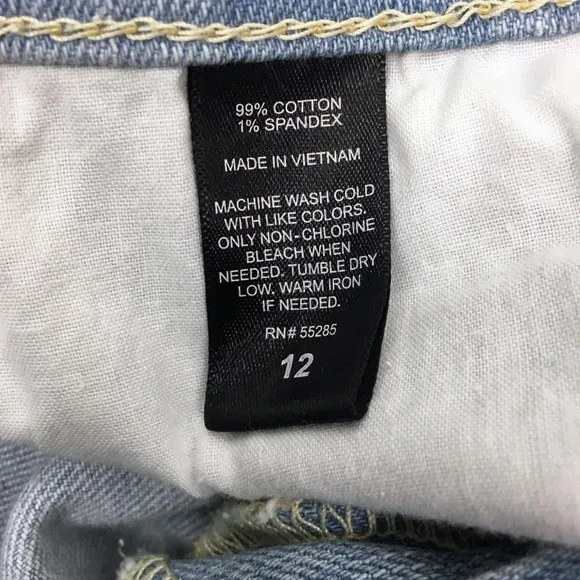 99% COTTON
1% SPANDEX
MADE IN VIETNAM
MACHINE WASH COLD
WITH LIKE COLORS.
ONLY NON-CHLORINE
BLEACH WHEN
NEEDED. TUMBLE DRY
LOW. WARM IRON
IF NEEDED.
RN# 55285
12